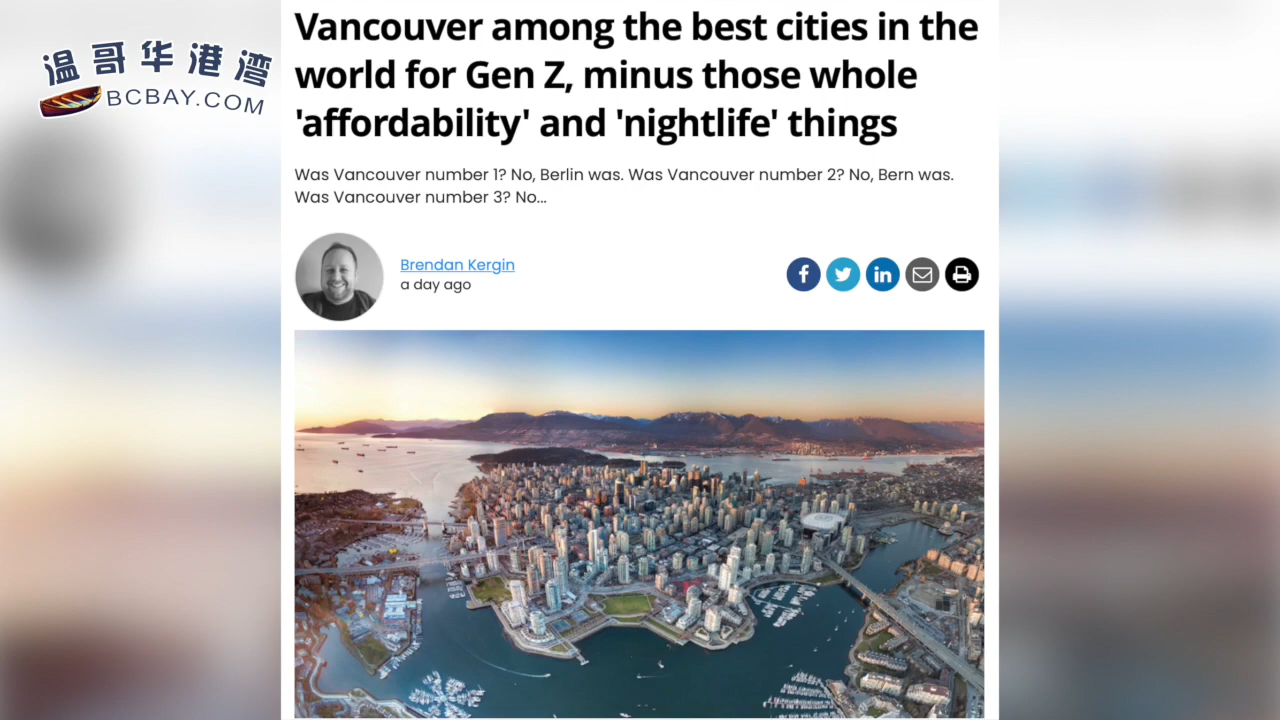 温哥华港湾
BCBAY.COM
Vancouver among the best cities in the
world for Gen Z, minus those whole
'affordability' and 'nightlife' things
Was Vancouver number 1? No, Berlin was. Was Vancouver number 2? No, Bern was.
Was Vancouver number 3? No...
Brendan Kergin
a day ago